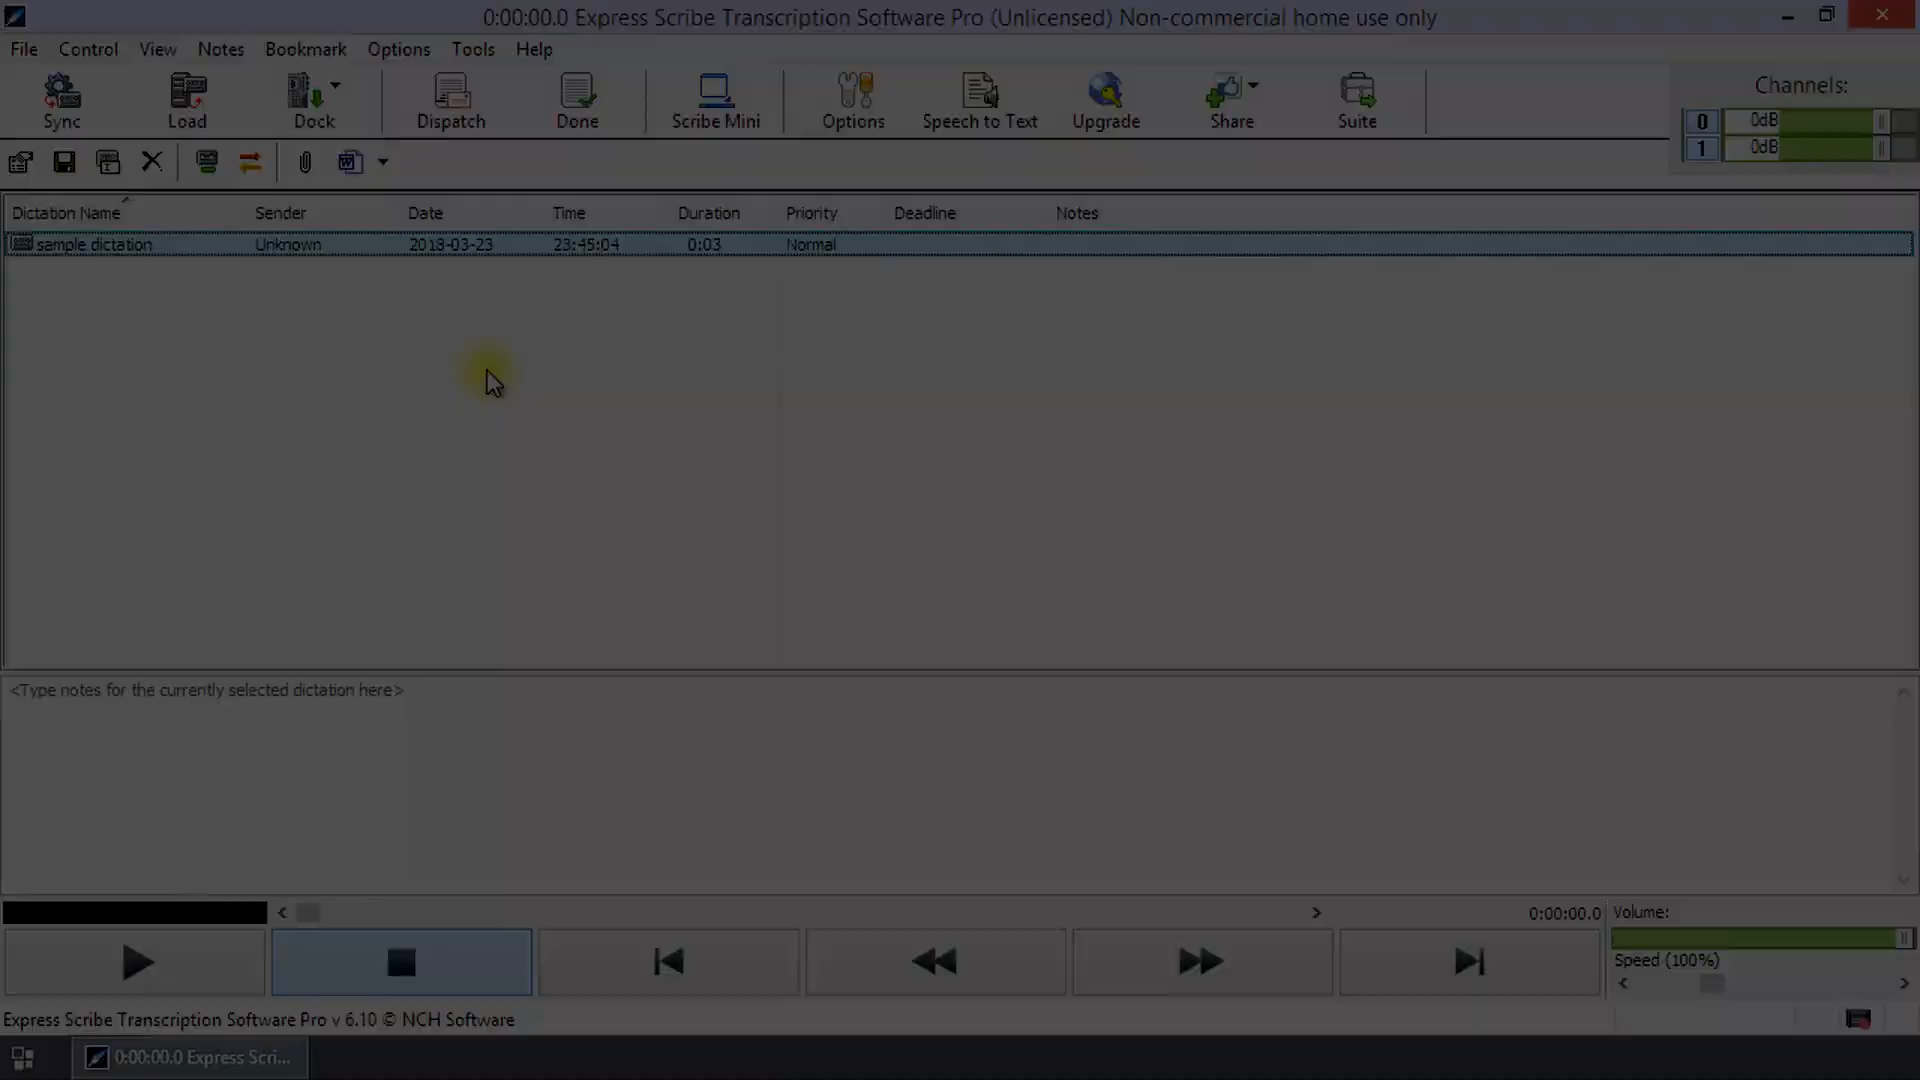 0:00:00.0 Express Scribe Transcription Software Pro (Unlicensed) Non-commercial home use only
File Control View Notes Bookmark Options Tools Help
Sync Load Dock Dispatch Done Scribe Mini Options Speech to Text Upgrade Share Suite
Channels:
0 0dB
1 0dB
Dictation Name Sender Date Time Duration Priority Deadline Notes
sample dictation Unknown 2018-03-23 23:45:04 0:03 Normal
<Type notes for the currently selected dictation here>
0:00:00.0 Volume:
Speed (100%)
Express Scribe Transcription Software Pro v 6.10 © NCH Software
0:00:00.0 Express Scri...